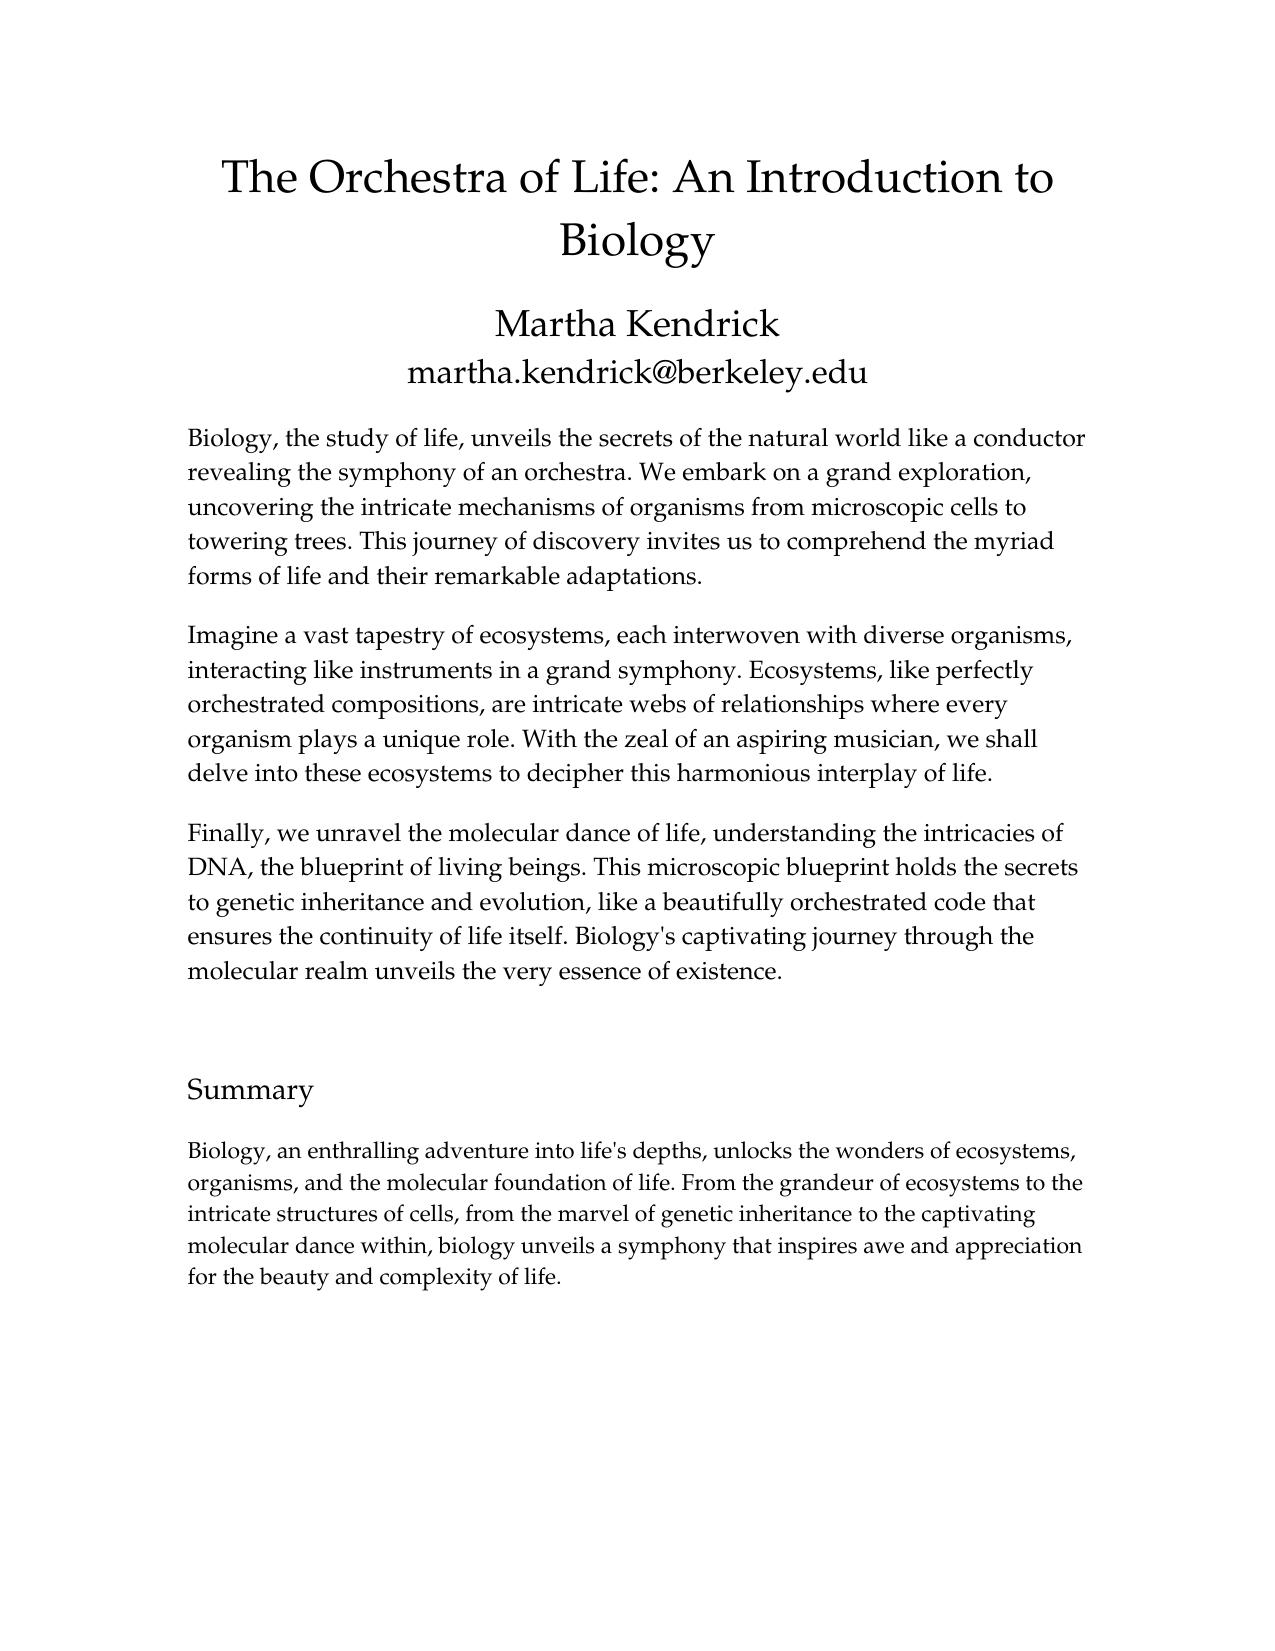 The Orchestra of Life: An Introduction to
Biology
Martha Kendrick
martha.kendrick@berkeley.edu
Biology, the study of life, unveils the secrets of the natural world like a conductor
revealing the symphony of an orchestra. We embark on a grand exploration,
uncovering the intricate mechanisms of organisms from microscopic cells to
towering trees. This journey of discovery invites us to comprehend the myriad
forms of life and their remarkable adaptations.
Imagine a vast tapestry of ecosystems, each interwoven with diverse organisms,
interacting like instruments in a grand symphony. Ecosystems, like perfectly
orchestrated compositions, are intricate webs of relationships where every
organism plays a unique role. With the zeal of an aspiring musician, we shall
delve into these ecosystems to decipher this harmonious interplay of life.
Finally, we unravel the molecular dance of life, understanding the intricacies of
DNA, the blueprint of living beings. This microscopic blueprint holds the secrets
to genetic inheritance and evolution, like a beautifully orchestrated code that
ensures the continuity of life itself. Biology's captivating journey through the
molecular realm unveils the very essence of existence.
Summary
Biology, an enthralling adventure into life's depths, unlocks the wonders of ecosystems,
organisms, and the molecular foundation of life. From the grandeur of ecosystems to the
intricate structures of cells, from the marvel of genetic inheritance to the captivating
molecular dance within, biology unveils a symphony that inspires awe and appreciation
for the beauty and complexity of life.